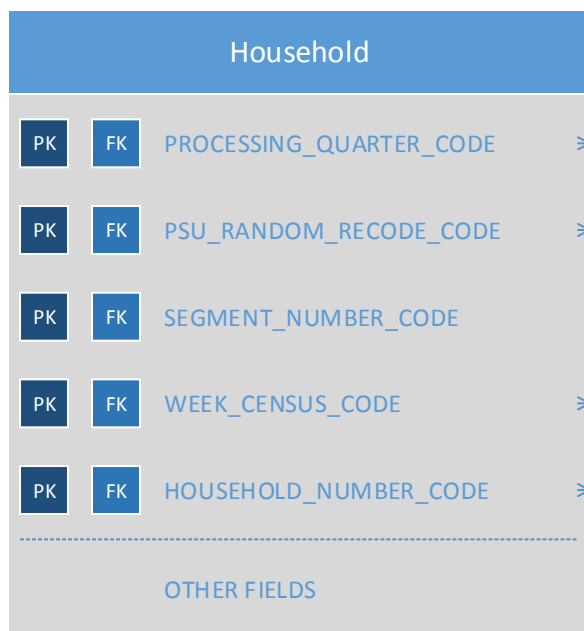 Household
PK FK PROCESSING_QUARTER_CODE
PK FK PSU_RANDOM_RECODE_CODE
PK FK SEGMENT_NUMBER_CODE
PK FK WEEK_CENSUS_CODE
PK FK HOUSEHOLD_NUMBER_CODE
OTHER FIELDS